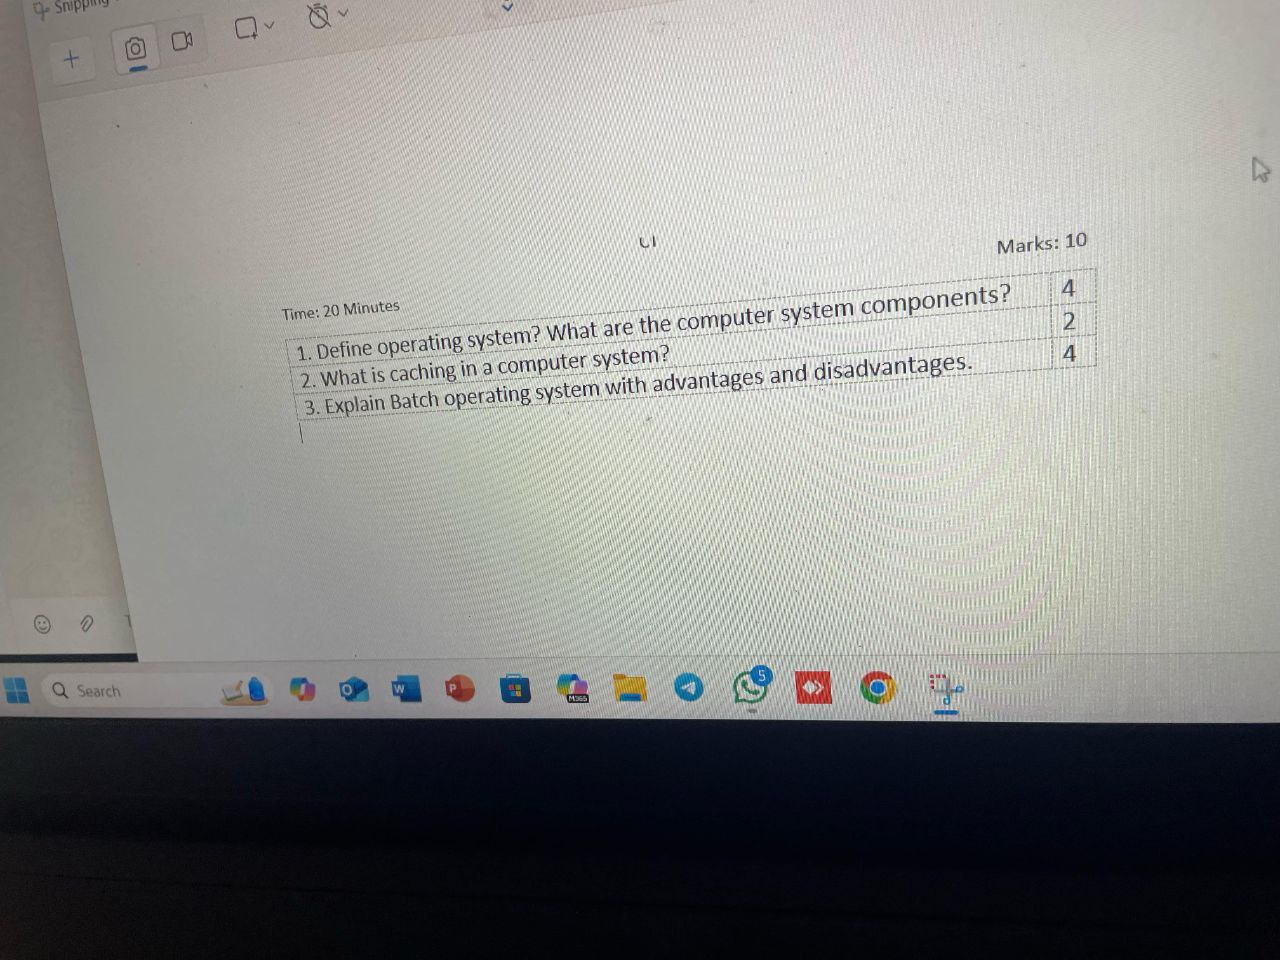 Snipping
Marks: 10
Time: 20 Minutes
1. Define operating system? What are the computer system components? 4
2. What is caching in a computer system? 2
3. Explain Batch operating system with advantages and disadvantages. 4
Search
W
P
M365
5